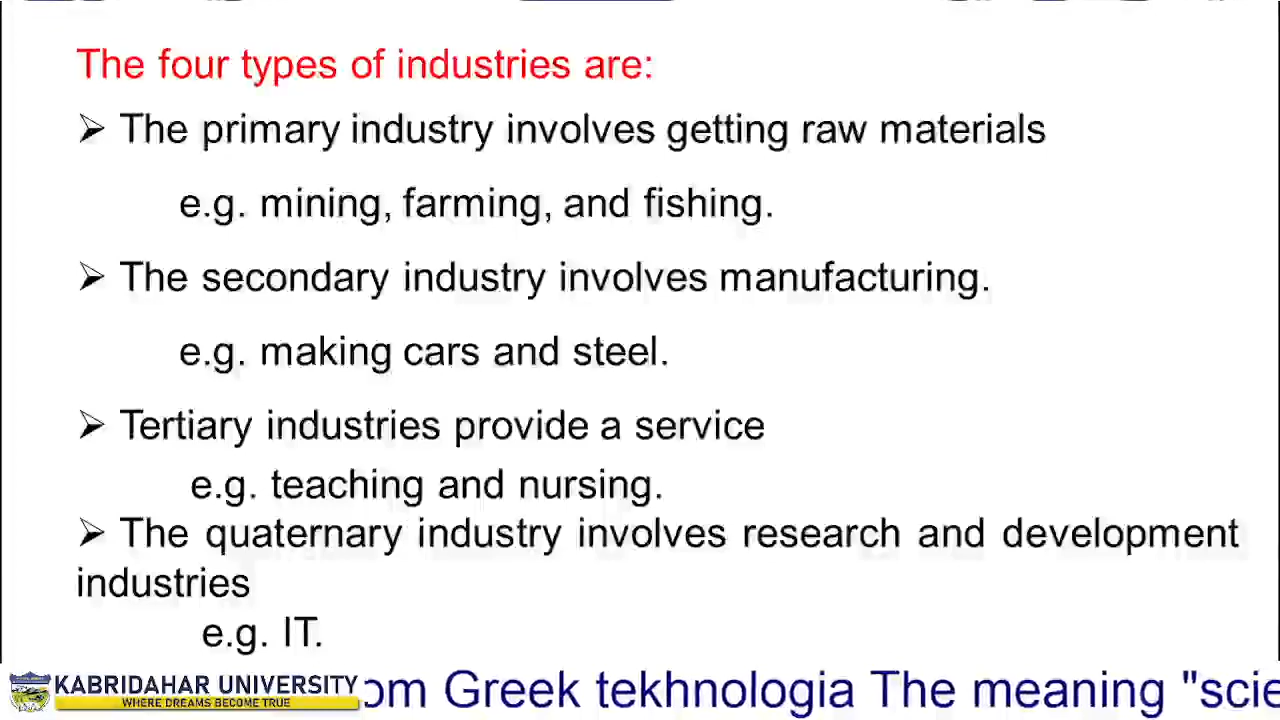 The four types of industries are:
➢ The primary industry involves getting raw materials
e.g. mining, farming, and fishing.
➢ The secondary industry involves manufacturing.
e.g. making cars and steel.
➢ Tertiary industries provide a service
e.g. teaching and nursing.
➢ The quaternary industry involves research and development
industries
e.g. IT.
KABRIDAHAR UNIVERSITY
WHERE DREAMS BECOME TRUE
om Greek tekhnologia The meaning "scie